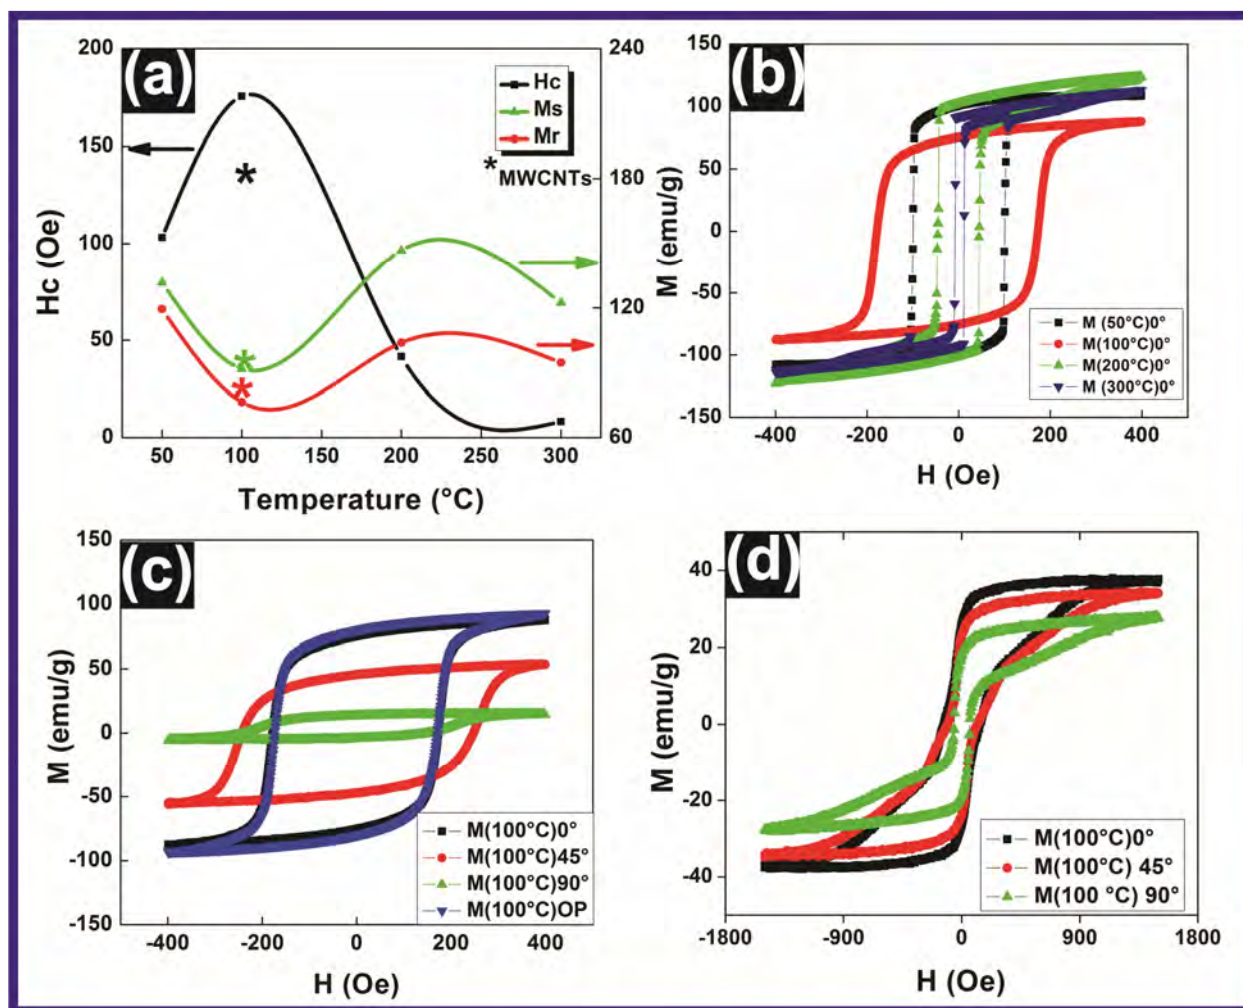 (a)
200
150
100
50
0
Hc (Oe)
240
180
120
60
Hc
Ms
Mr
* MWCNTs
50 100 150 200 250 300
Temperature (°C)
(b)
150
100
50
0
-50
-100
-150
M (emu/g)
M (50°C)0°
M(100°C)0°
M(200°C)0°
M (300°C)0°
-400 -200 0 200 400
H (Oe)
(c)
150
100
50
0
-50
-100
-150
M (emu/g)
M(100°C)0°
M(100°C)45°
M(100°C)90°
M(100°C)OP
-400 -200 0 200 400
H (Oe)
(d)
40
20
0
-20
-40
M (emu/g)
M(100°C)0°
M(100°C) 45°
M(100 °C) 90°
-1800 -900 0 900 1800
H (Oe)